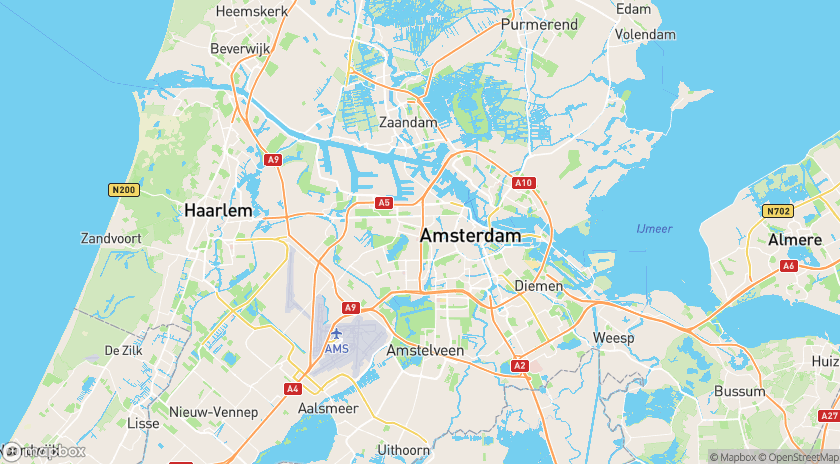 Heemskerk
Edam
Purmerend
Volendam
Beverwijk
Zaandam
A9
A10
N200
A5
Haarlem
N702
IJmeer
Zandvoort
Amsterdam
Almere
A6
Diemen
A9
AMS
Weesp
De Zilk
Amstelveen
A2
Huiz
A4
Bussum
Nieuw-Vennep
Aalsmeer
A27
Lisse
Uithoorn
mapbox
© Mapbox © OpenStreetMap